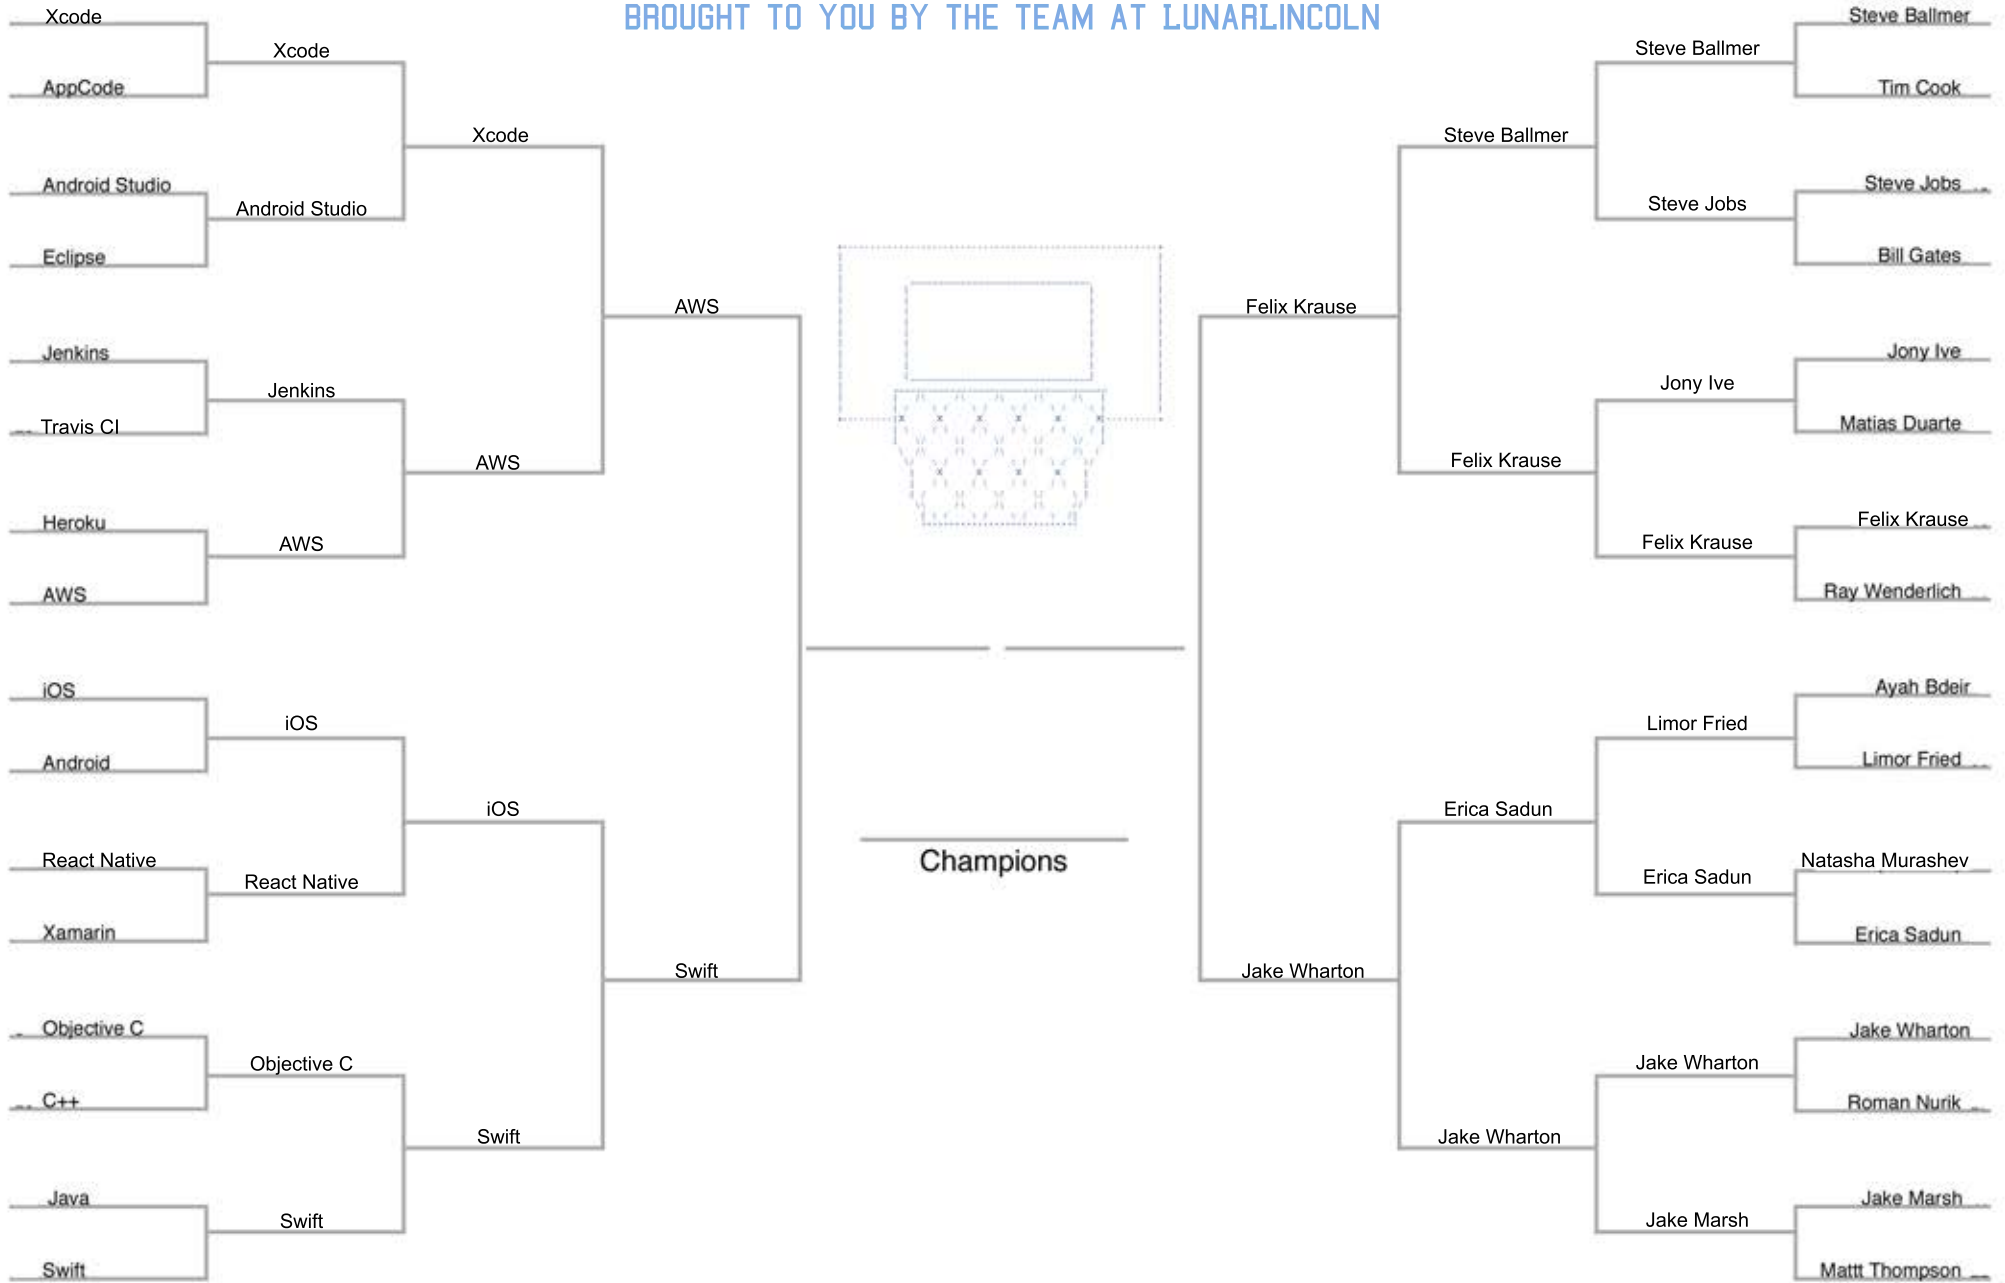 BROUGHT TO YOU BY THE TEAM AT LUNARLINCOLN
Xcode
AppCode
Android Studio
Eclipse
Jenkins
Travis CI
Heroku
AWS
iOS
Android
React Native
Xamarin
Objective C
C++
Java
Swift
Xcode
Android Studio
Jenkins
AWS
iOS
React Native
Objective C
Swift
Xcode
AWS
iOS
Swift
AWS
Swift
Champions
Felix Krause
Jake Wharton
Steve Ballmer
Felix Krause
Erica Sadun
Jake Wharton
Steve Ballmer
Steve Jobs
Jony Ive
Felix Krause
Limor Fried
Erica Sadun
Jake Wharton
Jake Marsh
Steve Ballmer
Tim Cook
Steve Jobs
Bill Gates
Jony Ive
Matias Duarte
Felix Krause
Ray Wenderlich
Ayah Bdeir
Limor Fried
Natasha Murashev
Erica Sadun
Jake Wharton
Roman Nurik
Jake Marsh
Mattt Thompson